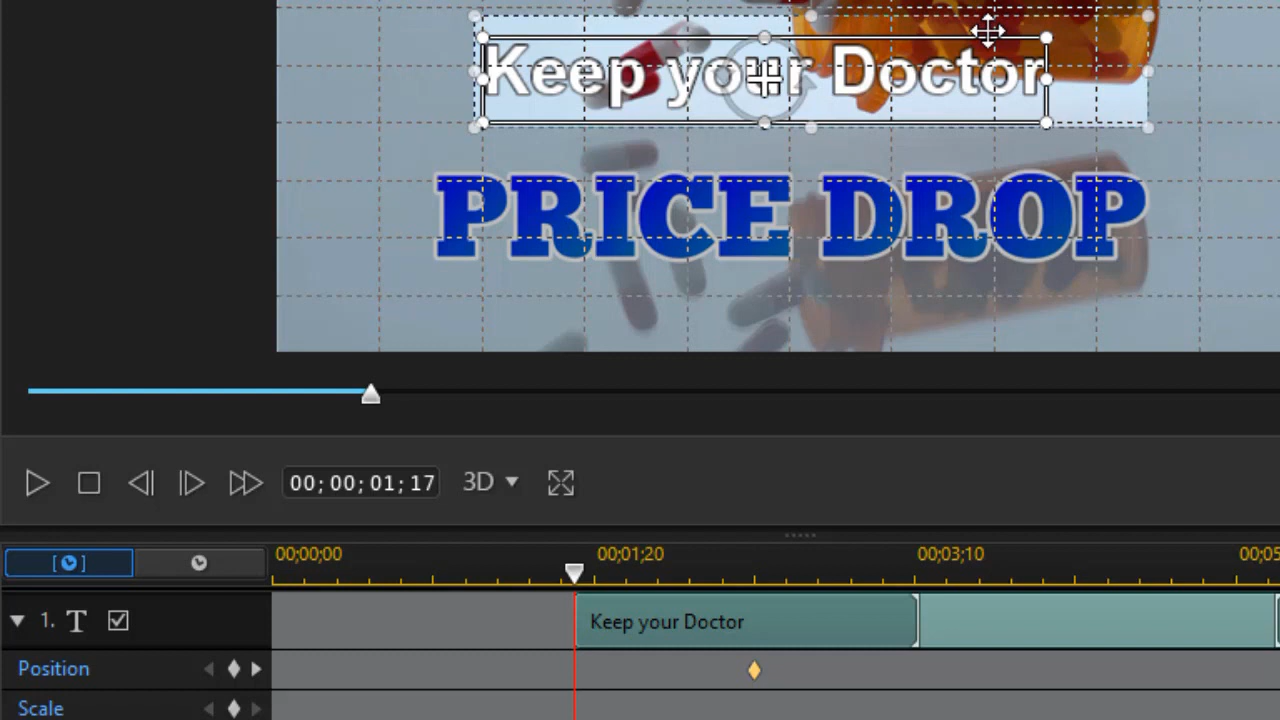 Keep your Doctor
PRICE DROP
00; 00; 01; 17
3D
00;00;00
00;01;20
00;03;10
00;05
1. T
Keep your Doctor
Position
Scale